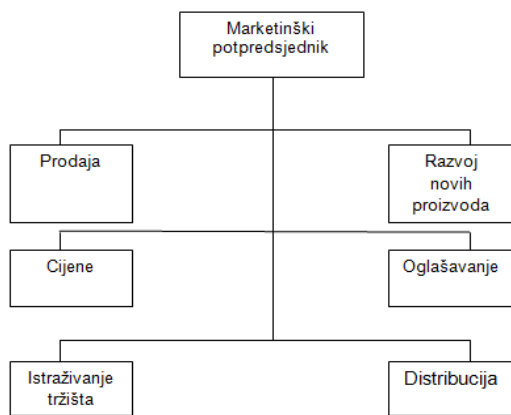 Marketinški
potpredsjednik
Prodaja
Razvoj
novih
proizvoda
Cijene
Oglašavanje
Istraživanje
tržišta
Distribucija